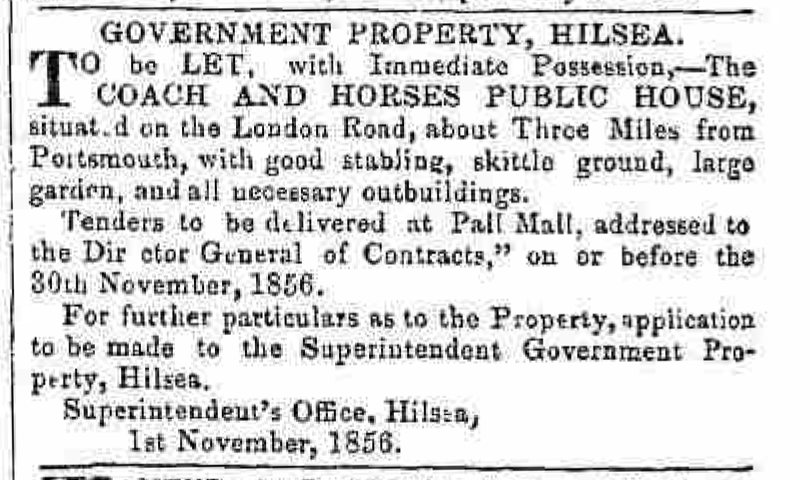 GOVERNMENT PROPERTY, HILSEA.
TO be LET, with Immediate Possession,—The
COACH AND HORSES PUBLIC HOUSE,
situat.d on the London Road, about Three Miles from
Portsmouth, with good stabling, skittle ground, large
garden, and all necessary outbuildings.
Tenders to be delivered at Pall Mall, addressed to
the Dir ctor General of Contracts,” on or before the
30th November, 1856.
For further particulars as to the Property, application
to be made to the Superintendent Government Pro-
perty, Hilsea.
Superintendent's Office, Hilsea,
1st November, 1856.